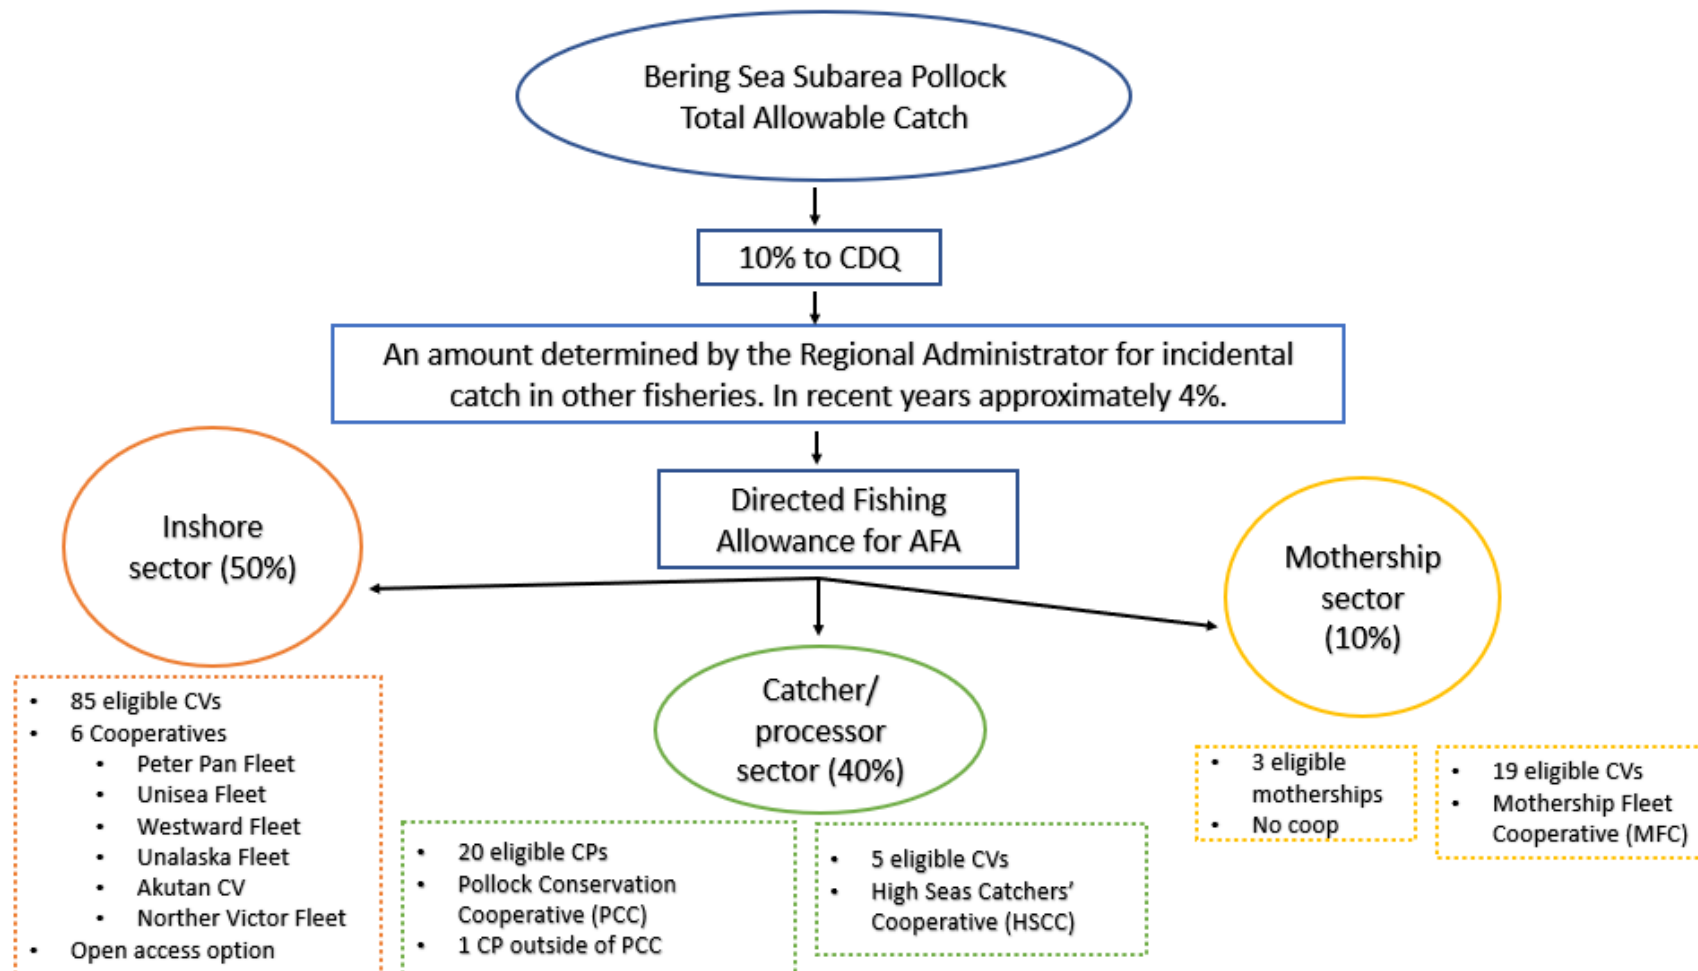 Bering Sea Subarea Pollock
Total Allowable Catch
10% to CDQ
An amount determined by the Regional Administrator for incidental
catch in other fisheries. In recent years approximately 4%.
Directed Fishing
Allowance for AFA
Inshore
sector (50%)
• 85 eligible CVs
• 6 Cooperatives
• Peter Pan Fleet
• Unisea Fleet
• Westward Fleet
• Unalaska Fleet
• Akutan CV
• Norther Victor Fleet
• Open access option
Catcher/
processor
sector (40%)
• 20 eligible CPs
• Pollock Conservation
Cooperative (PCC)
• 1 CP outside of PCC
• 5 eligible CVs
• High Seas Catchers’
Cooperative (HSCC)
Mothership
sector
(10%)
• 3 eligible
motherships
• No coop
• 19 eligible CVs
• Mothership Fleet
Cooperative (MFC)